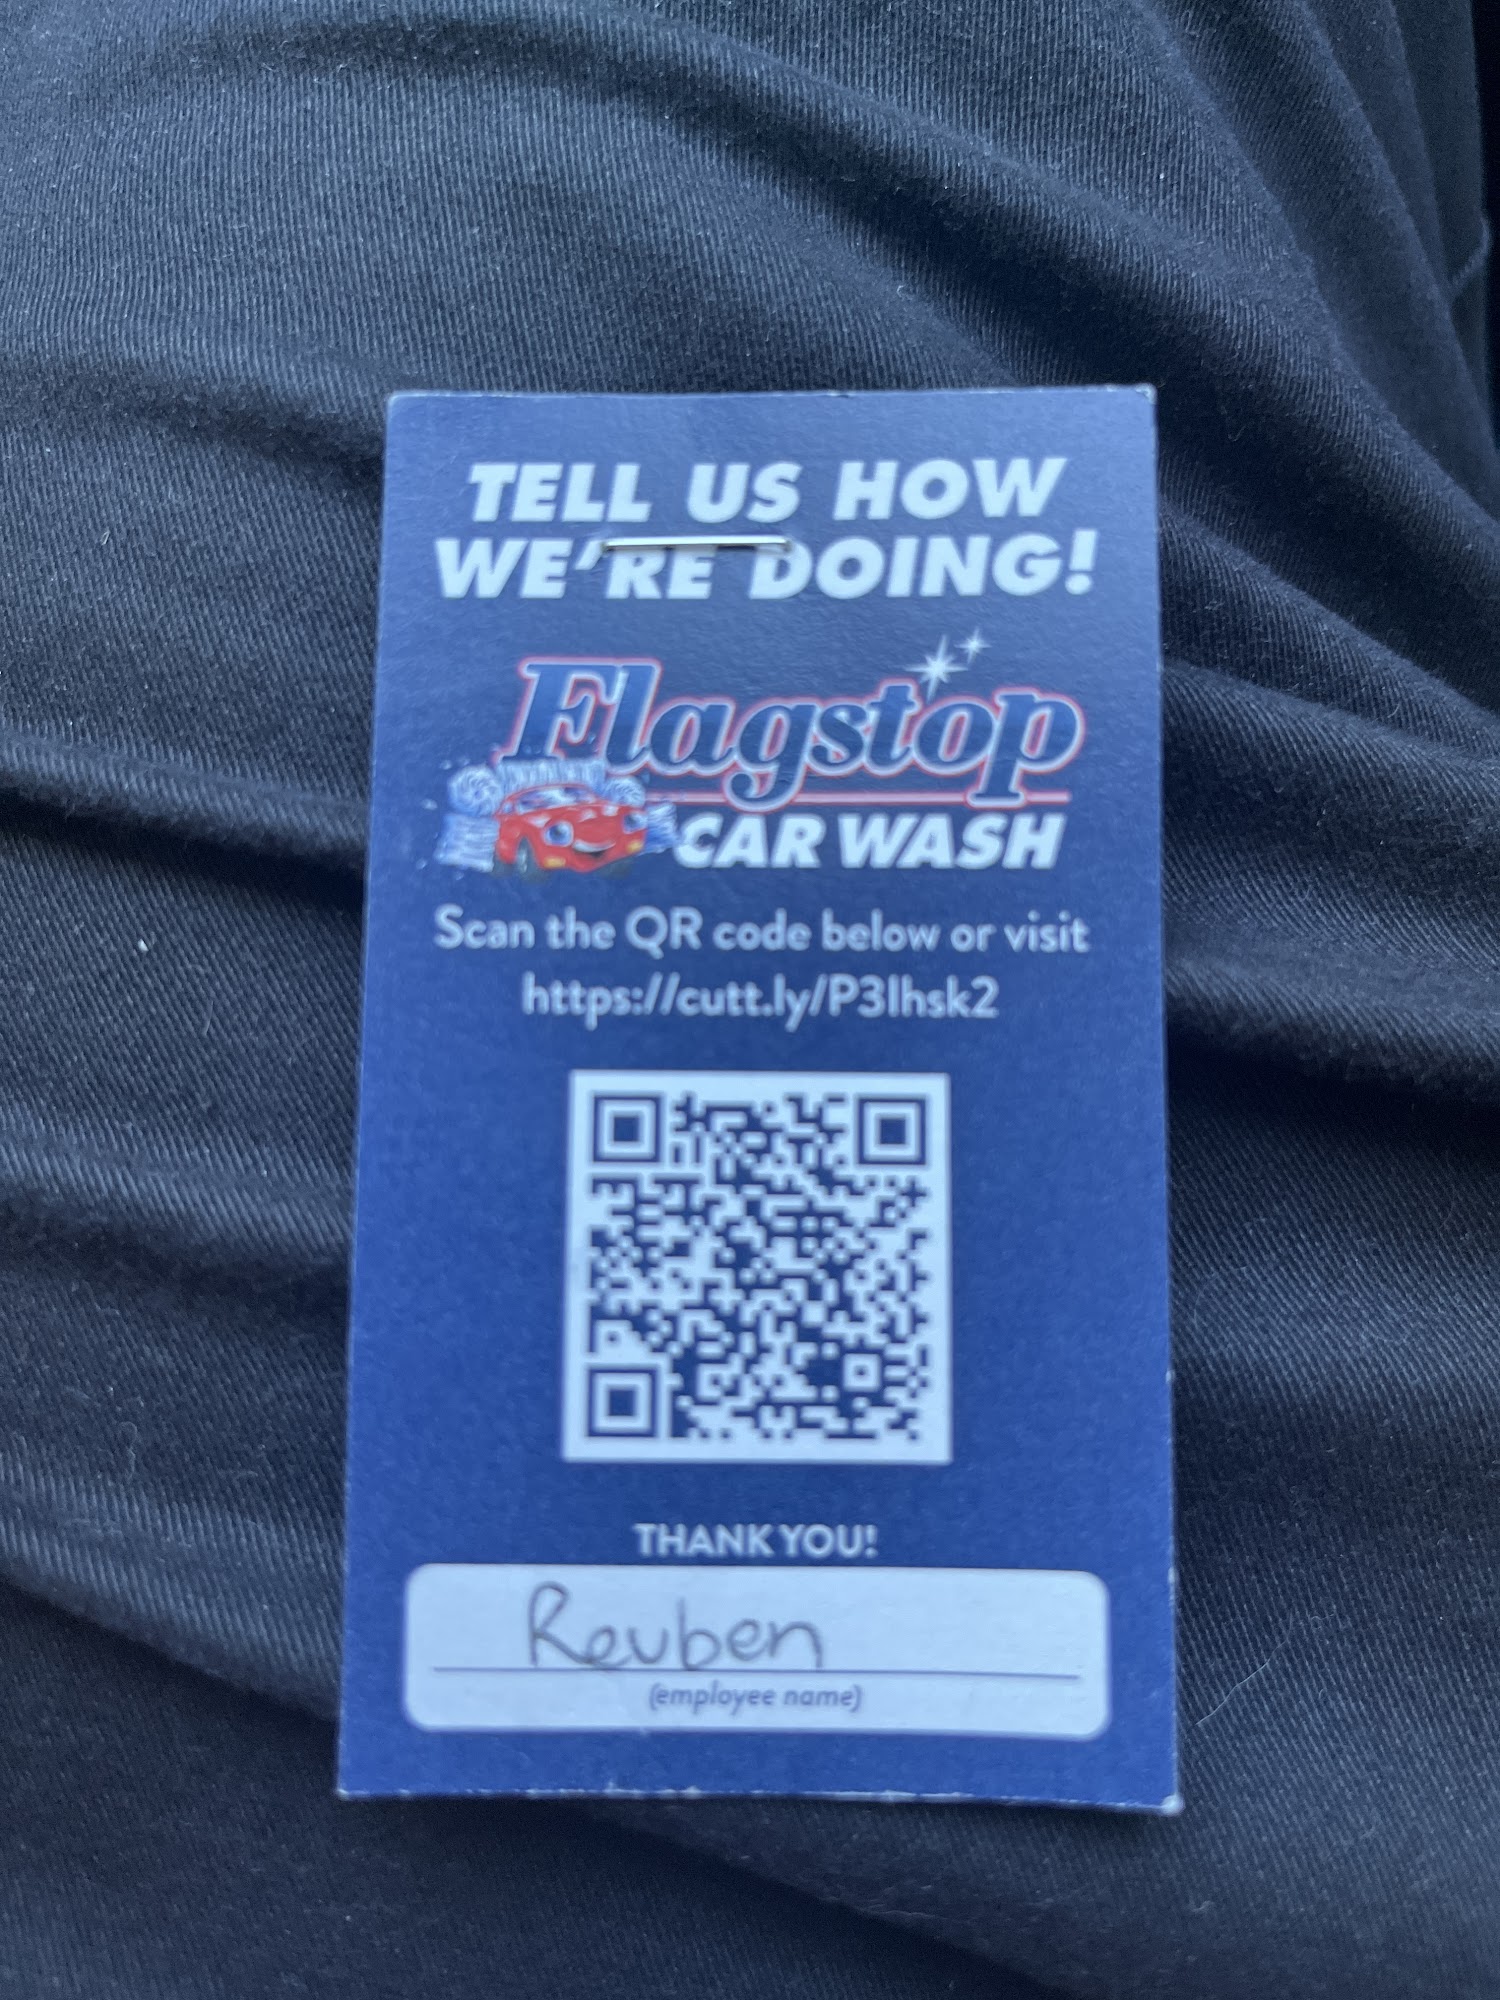 TELL US HOW
WE'RE DOING!
Flagstop
CAR WASH
Scan the QR code below or visit
https://cutt.ly/P3lhsk2
THANK YOU!
Reuben
(employee name)